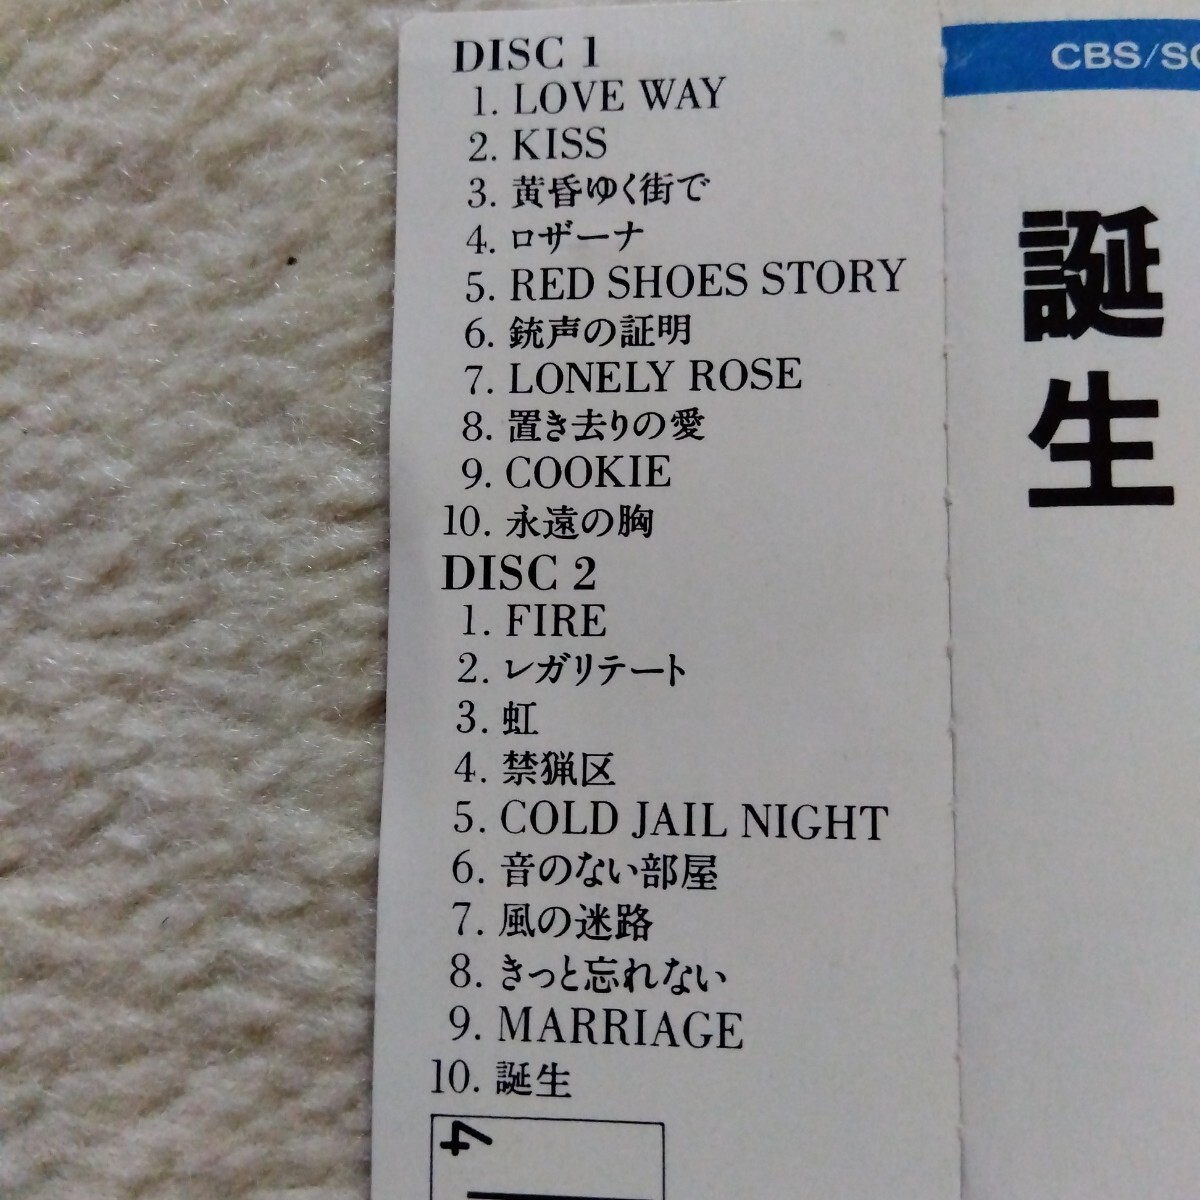 DISC 1
1. LOVE WAY
2. KISS
3. 黄昏ゆく街で
4. ロザーナ
5. RED SHOES STORY
6. 銃声の証明
7. LONELY ROSE
8. 置き去りの愛
9. COOKIE
10. 永遠の胸
DISC 2
1. FIRE
2. レガリテート
3. 虹
4. 禁猟区
5. COLD JAIL NIGHT
6. 音のない部屋
7. 風の迷路
8. きっと忘れない
9. MARRIAGE
10. 誕生
4
CBS/SO
誕生